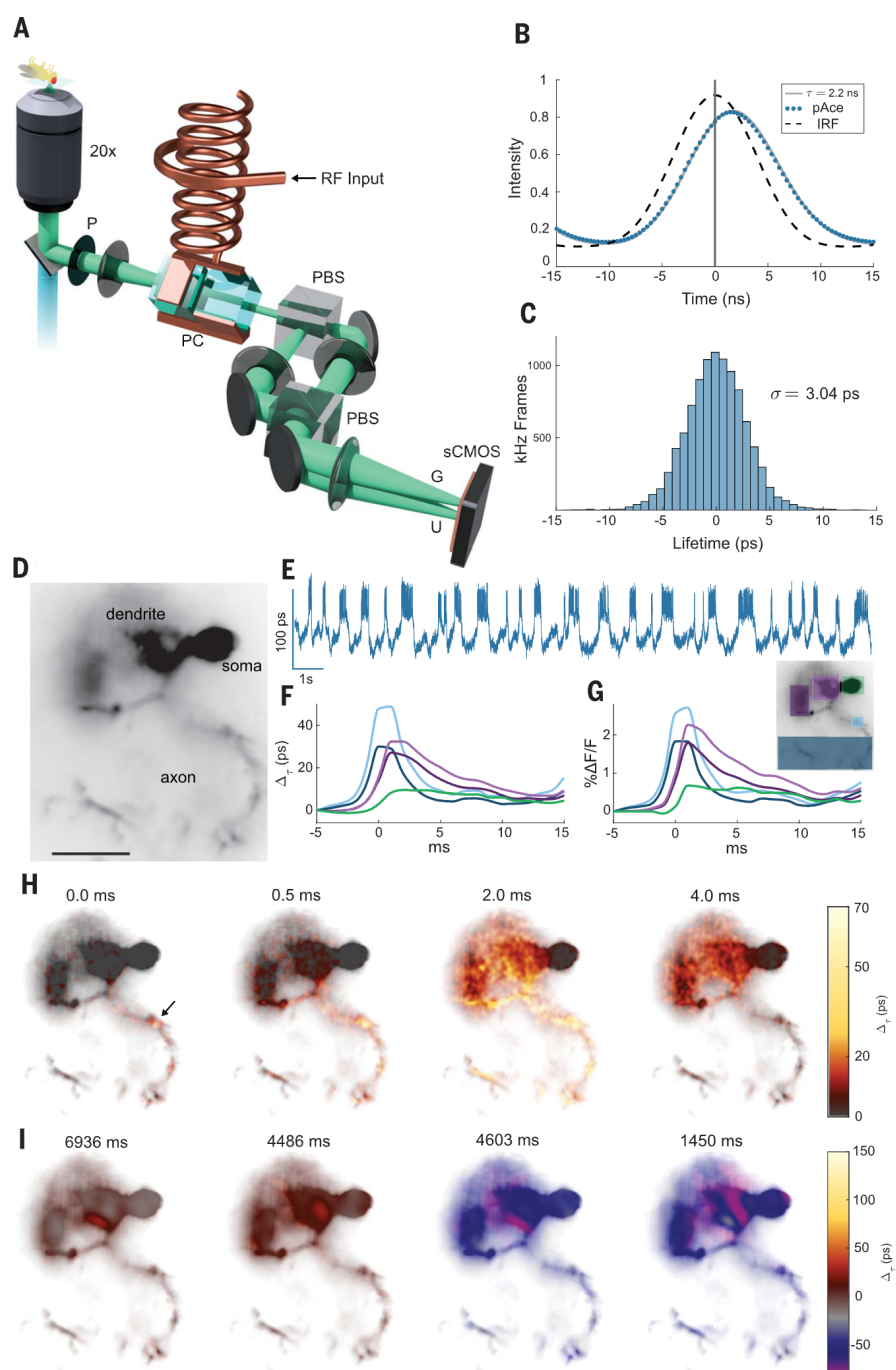 A
20x
RF Input
P
PBS
PC
PBS
sCMOS
G
U
B
Intensity
1
0.8
0.6
0.4
0.2
0
-15 -10 -5 0 5 10 15
Time (ns)
τ = 2.2 ns
pAce
IRF
C
kHz Frames
1000
500
σ = 3.04 ps
-15 -10 -5 0 5 10 15
Lifetime (ps)
D
dendrite
soma
axon
E
100 ps
1s
F
Δτ (ps)
40
20
0
-5 0 5 10 15
ms
G
%ΔF/F
2
1
0
-5 0 5 10 15
ms
H
0.0 ms
0.5 ms
2.0 ms
4.0 ms
70
20
0
Δτ (ps)
I
6936 ms
4486 ms
4603 ms
1450 ms
150
100
50
0
-50
Δτ (ps)